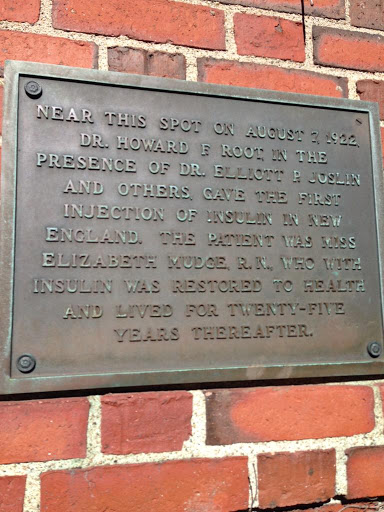 NEAR THIS SPOT ON AUGUST 7, 1922,
DR. HOWARD F. ROOT, IN THE
PRESENCE OF DR. ELLIOTT P. JOSLIN
AND OTHERS, GAVE THE FIRST
INJECTION OF INSULIN IN NEW
ENGLAND. THE PATIENT WAS MISS
ELIZABETH MUDGE, R.N., WHO WITH
INSULIN WAS RESTORED TO HEALTH
AND LIVED FOR TWENTY-FIVE
YEARS THEREAFTER.